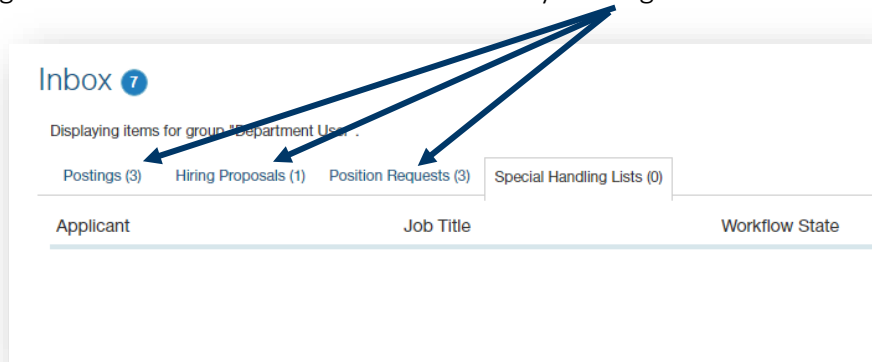 Inbox 7
Displaying items for group "Department User".
Postings (3) Hiring Proposals (1) Position Requests (3) Special Handling Lists (0)
Applicant Job Title Workflow State